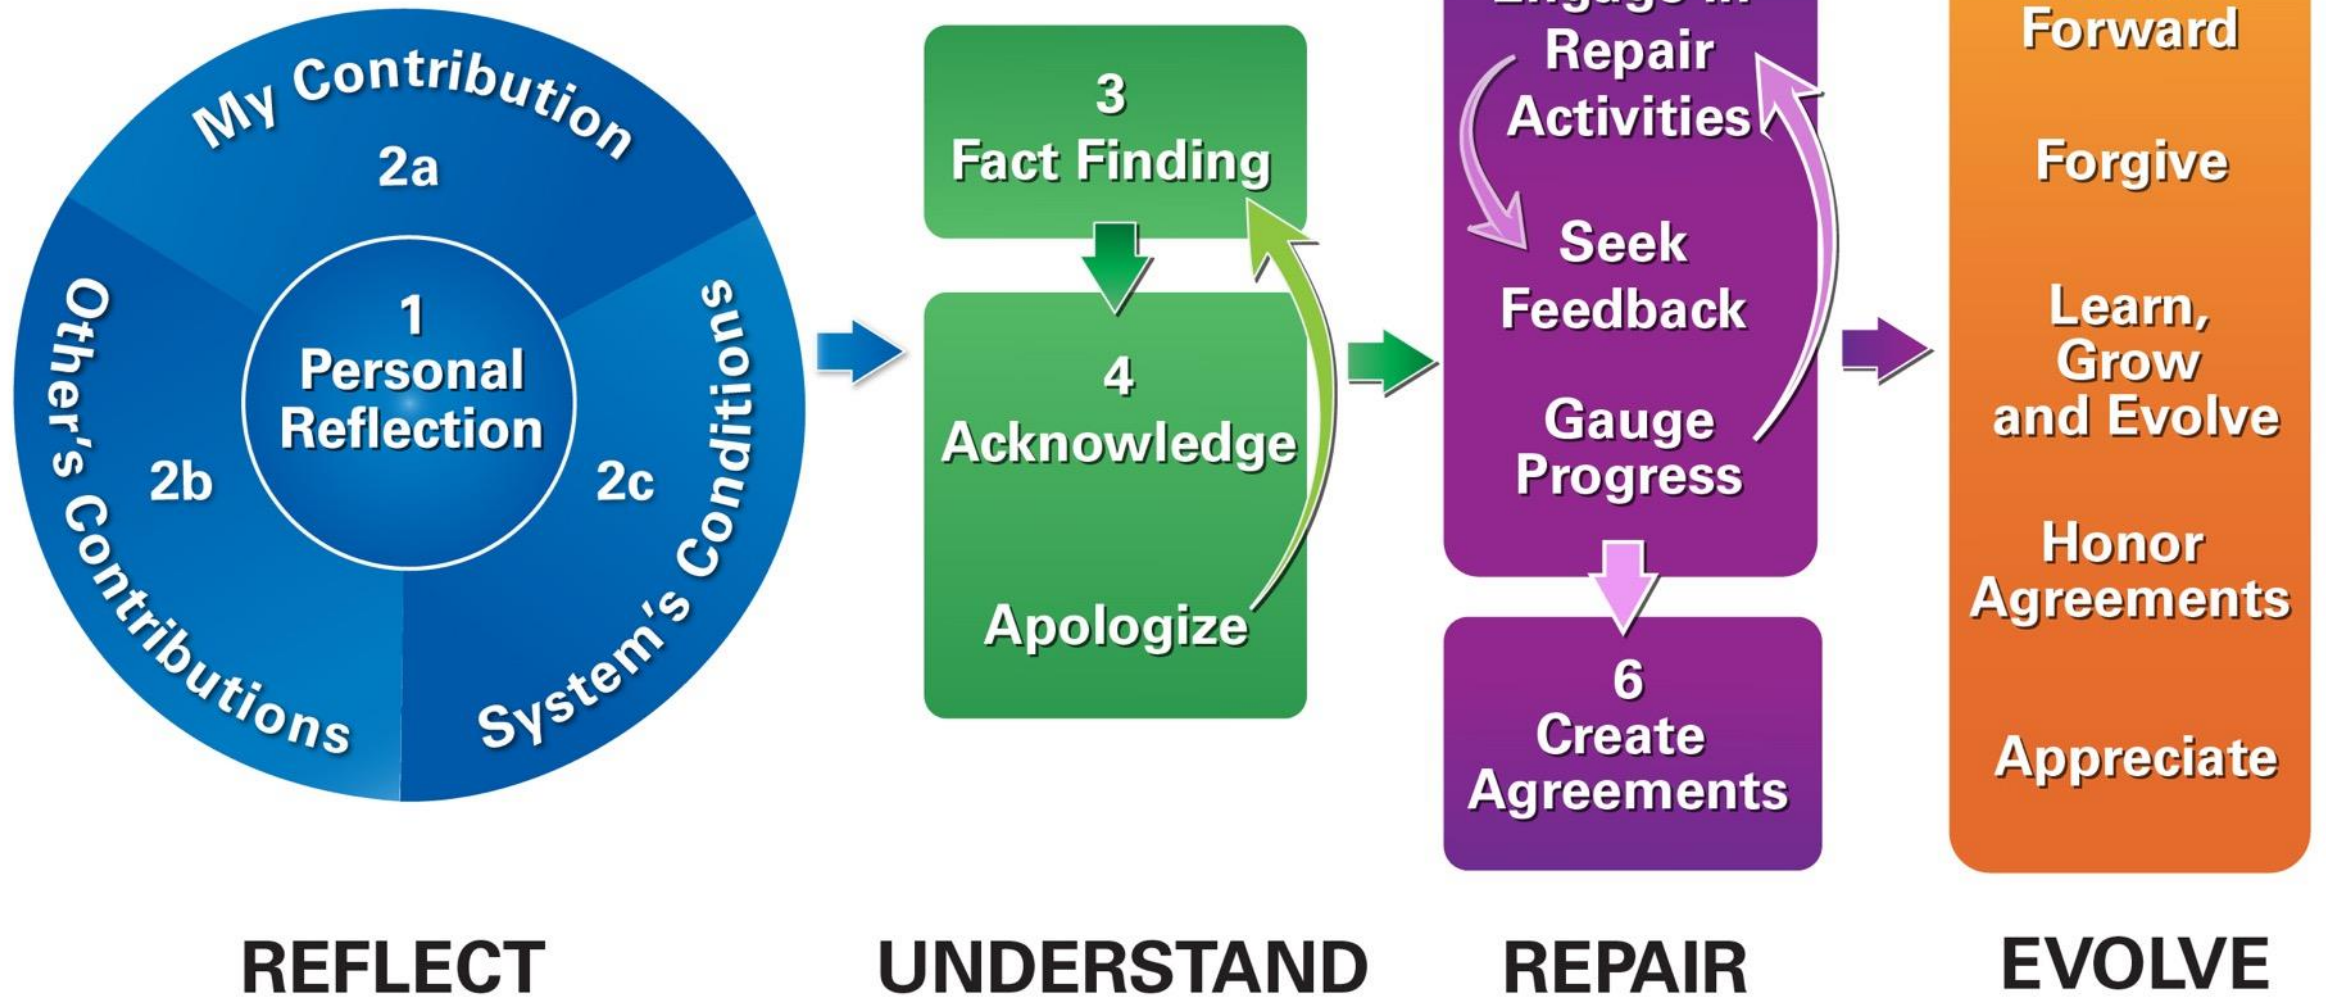 My Contribution
2a
Other's Contributions
2b
1
Personal
Reflection
2c
System's Conditions
3
Fact Finding
4
Acknowledge
Apologize
Engage in
Repair
Activities
Seek
Feedback
Gauge
Progress
6
Create
Agreements
Forward
Forgive
Learn,
Grow
and Evolve
Honor
Agreements
Appreciate
REFLECT
UNDERSTAND
REPAIR
EVOLVE